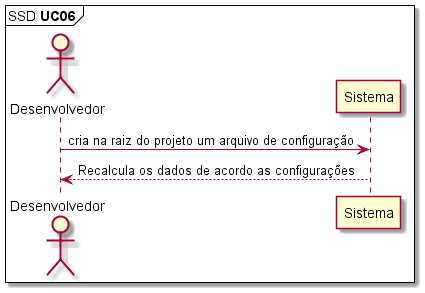 SSD UC06
Desenvolvedor
Sistema
cria na raiz do projeto um arquivo de configuração
Recalcula os dados de acordo as configurações
Desenvolvedor
Sistema